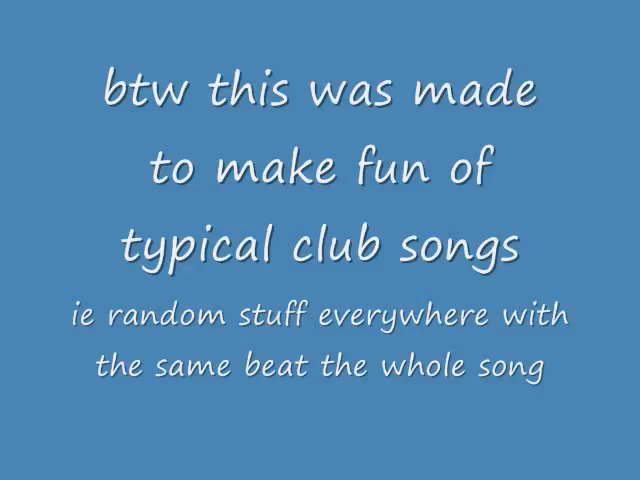 btw this was made
to make fun of
typical club songs
ie random stuff everywhere with
the same beat the whole song